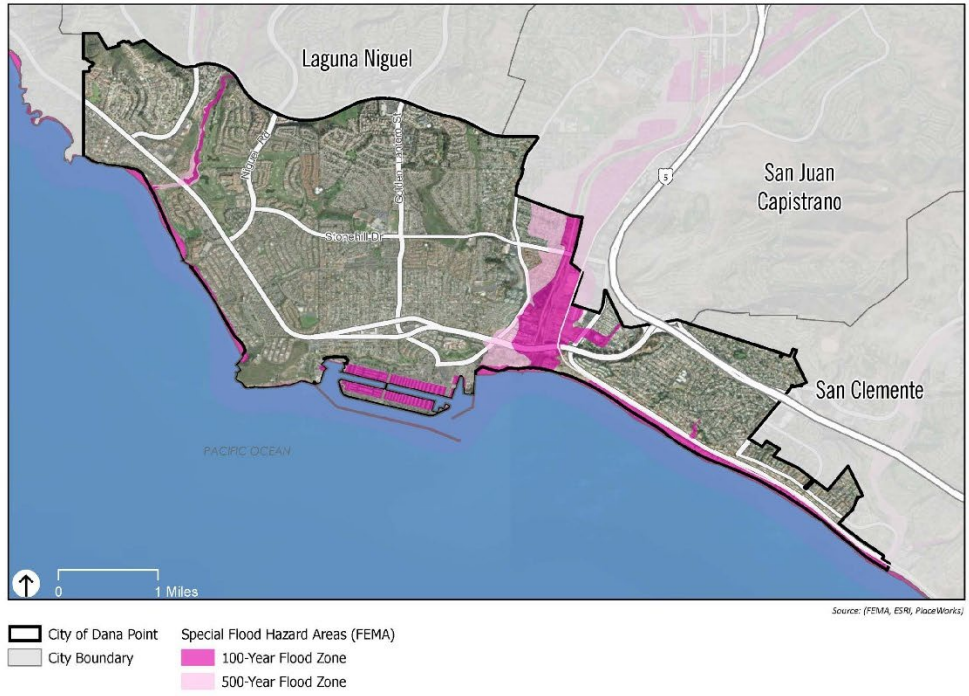 Laguna Niguel
San Juan
Capistrano
5
Niguel Rd
Golden Lantern St
Stonehill Dr
San Clemente
PACIFIC OCEAN
0
1 Miles
Source: (FEMA, ESRI, PlaceWorks)
City of Dana Point
City Boundary
Special Flood Hazard Areas (FEMA)
100-Year Flood Zone
500-Year Flood Zone